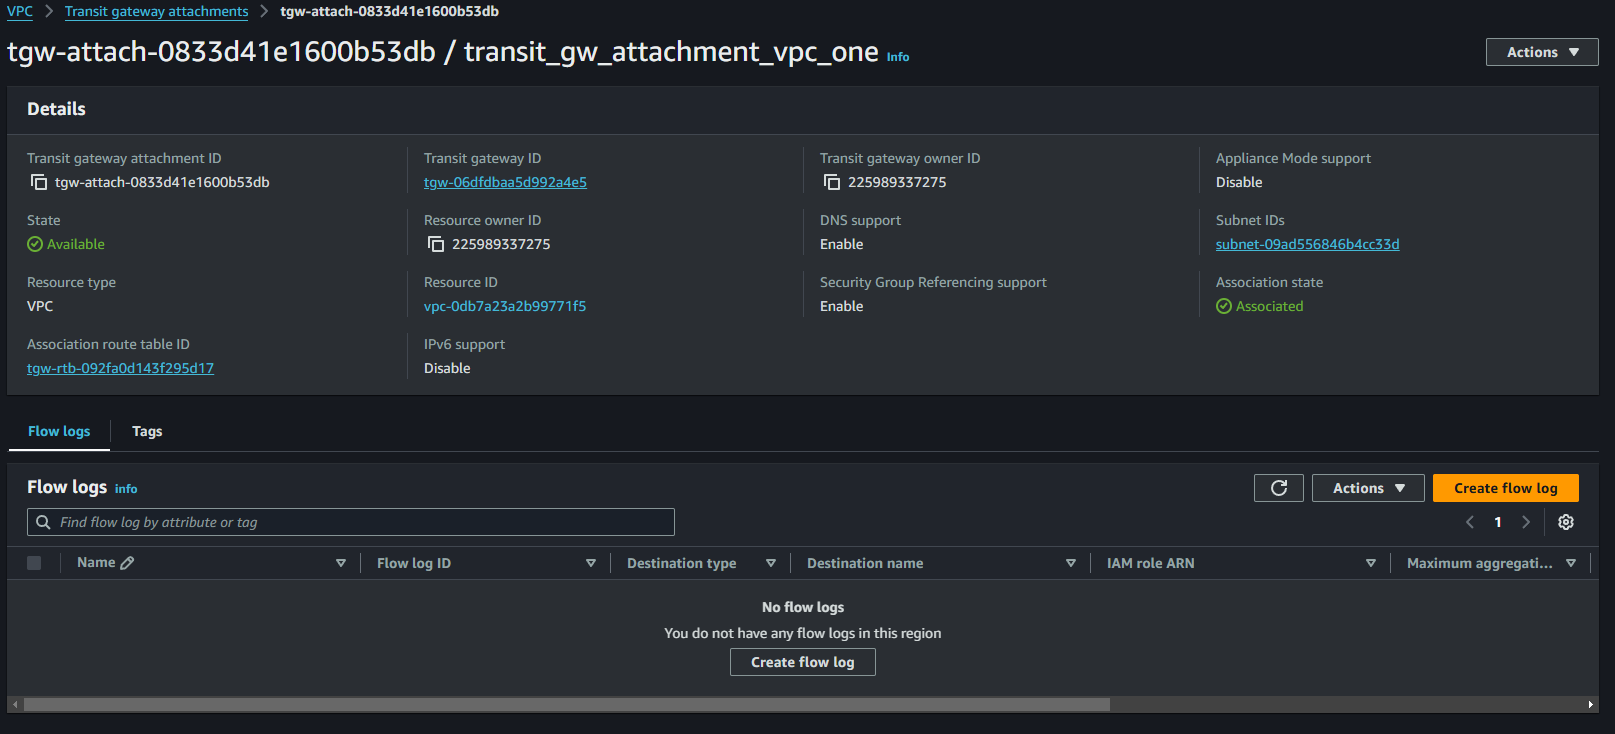 VPC > Transit gateway attachments > tgw-attach-0833d41e1600b53db
tgw-attach-0833d41e1600b53db / transit_gw_attachment_vpc_one Info
Actions
Details
Transit gateway attachment ID
tgw-attach-0833d41e1600b53db
Transit gateway ID
tgw-06dfdbaa5d992a4e5
Transit gateway owner ID
225989337275
Appliance Mode support
Disable
State
Available
Resource owner ID
225989337275
DNS support
Enable
Subnet IDs
subnet-09ad556846b4cc33d
Resource type
VPC
Resource ID
vpc-0db7a23a2b99771f5
Security Group Referencing support
Enable
Association state
Associated
Association route table ID
tgw-rtb-092fa0d143f295d17
IPv6 support
Disable
Flow logs
Tags
Flow logs info
Actions
Create flow log
Find flow log by attribute or tag
1
Name
Flow log ID
Destination type
Destination name
IAM role ARN
Maximum aggregati...
No flow logs
You do not have any flow logs in this region
Create flow log